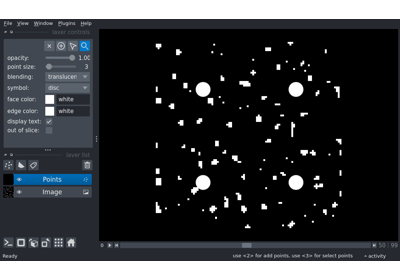 File View Window Plugins Help
layer controls
opacity: 1.00
point size: 3
blending: translucen
symbol: disc
face color: white
edge color: white
display text:
out of slice:
layer list
Points
Image
0 50 99
Ready use <2> for add points, use <3> for select points activity